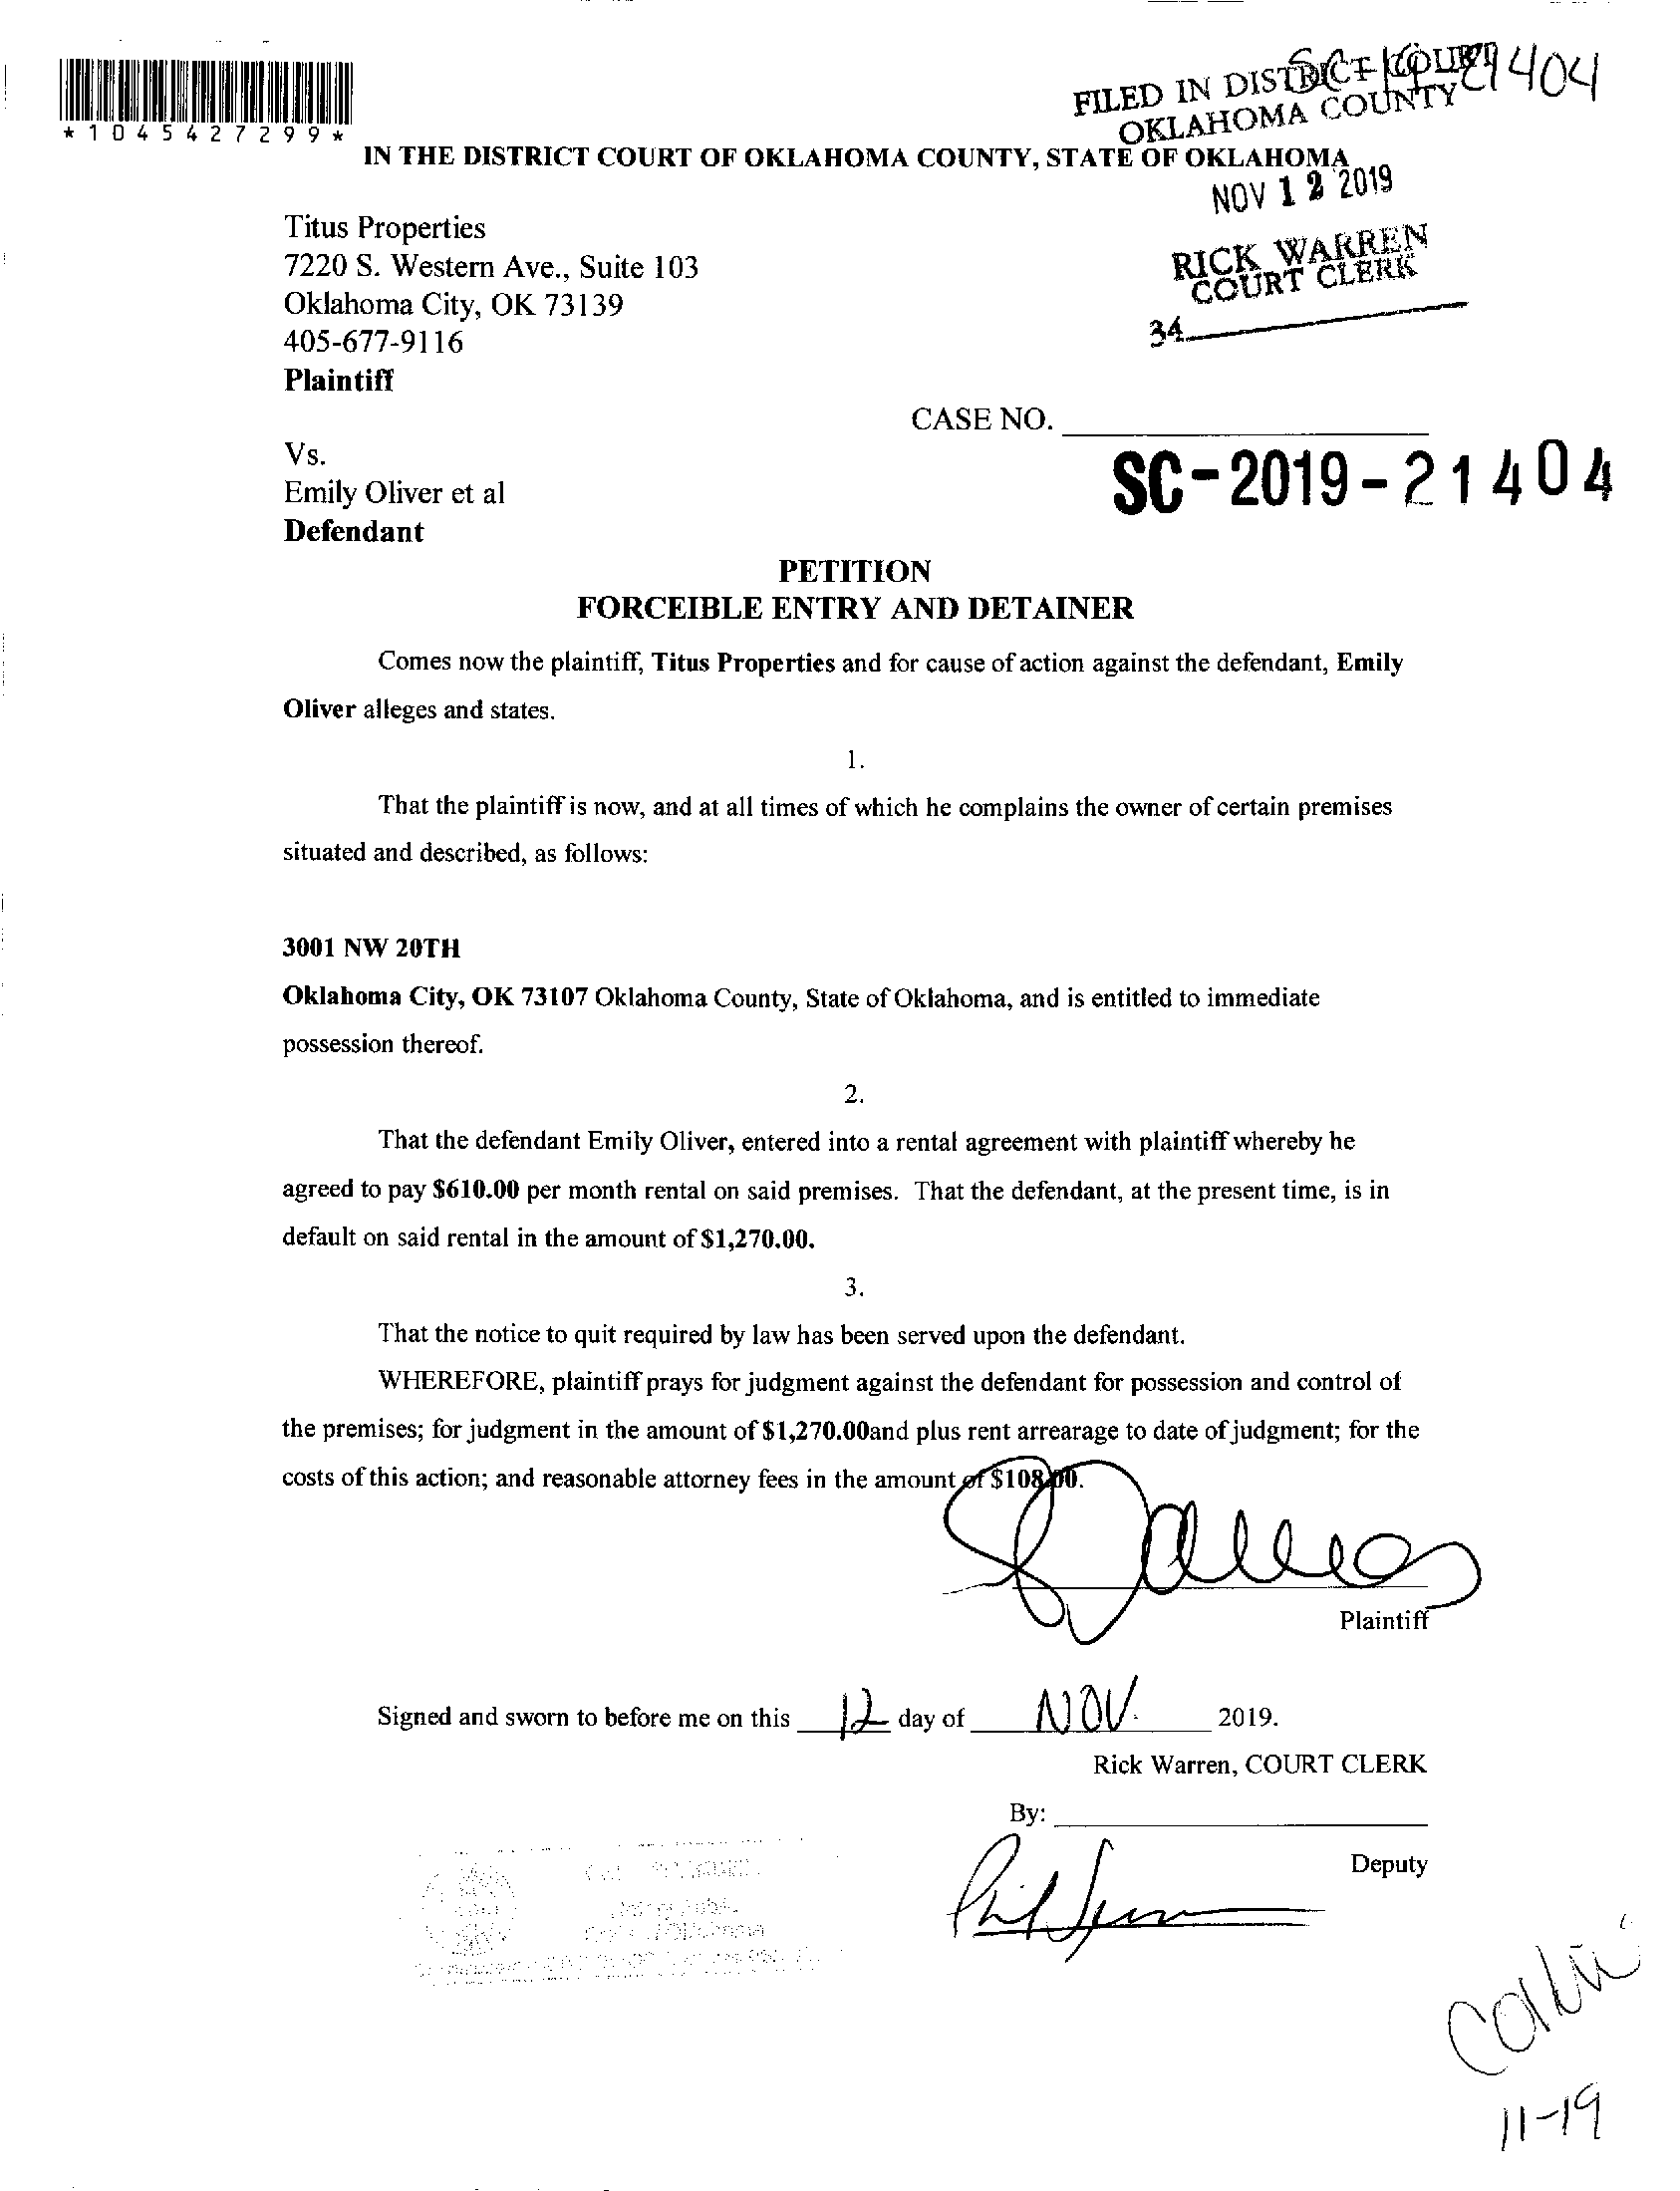 SC-19-21404
FILED IN DISTRICT COURT
OKLAHOMA COUNTY
*1045427299*
IN THE DISTRICT COURT OF OKLAHOMA COUNTY, STATE OF OKLAHOMA
NOV 12 2019
RICK WARREN
COURT CLERK
34
Titus Properties
7220 S. Western Ave., Suite 103
Oklahoma City, OK 73139
405-677-9116
Plaintiff
CASE NO.
SC-2019-21404
Vs.
Emily Oliver et al
Defendant
PETITION
FORCEIBLE ENTRY AND DETAINER
Comes now the plaintiff, Titus Properties and for cause of action against the defendant, Emily
Oliver alleges and states.
1.
That the plaintiff is now, and at all times of which he complains the owner of certain premises
situated and described, as follows:
3001 NW 20TH
Oklahoma City, OK 73107 Oklahoma County, State of Oklahoma, and is entitled to immediate
possession thereof.
2.
That the defendant Emily Oliver, entered into a rental agreement with plaintiff whereby he
agreed to pay $610.00 per month rental on said premises. That the defendant, at the present time, is in
default on said rental in the amount of $1,270.00.
3.
That the notice to quit required by law has been served upon the defendant.
WHEREFORE, plaintiff prays for judgment against the defendant for possession and control of
the premises; for judgment in the amount of $1,270.00and plus rent arrearage to date of judgment; for the
costs of this action; and reasonable attorney fees in the amount of $108.00.
Plaintiff
Signed and sworn to before me on this 12 day of NOV. 2019.
Rick Warren, COURT CLERK
By:
Deputy
11-19